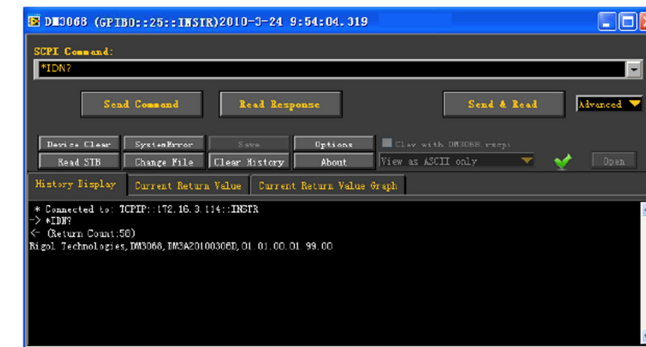 DM3068 (GPIB0::25::INSTR)2010-3-24 9:54:04.319
SCPI Command:
*IDN?
Send Command Read Response Send & Read Advanced
Device Clear SystemError Save Options
Read STB Change File Clear History About View as ASCII only Open
History Display Current Return Value Current Return Value Graph
* Connected to: TCPIP::172.16.3.114::INSTR
-> *IDN?
<- (Return Count:56)
Rigol Technologies,DM3068,DM3A20100306D,01.01.00.01.99.00